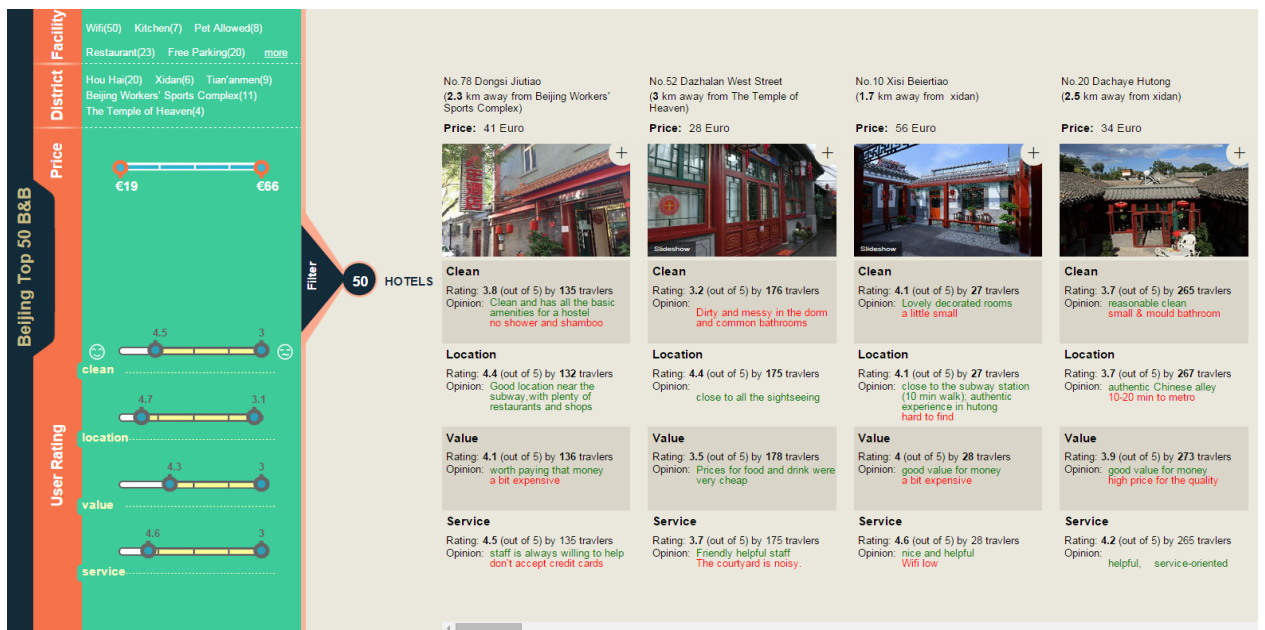 Beijing Top 50 B&B
Facility
Wifi(50) Kitchen(7) Pet Allowed(8)
Restaurant(23) Free Parking(20) more
District
Hou Hai(20) Xidan(6) Tian'anmen(9)
Beijing Workers' Sports Complex(11)
The Temple of Heaven(4)
Price
€19 €66
User Rating
4.5 3
clean
4.7 3.1
location
4.3 3
value
4.6 3
service
Filter
50 HOTELS
No.78 Dongsi Jiutiao
(2.3 km away from Beijing Workers'
Sports Complex)
Price: 41 Euro
Clean
Rating: 3.8 (out of 5) by 135 travlers
Opinion: Clean and has all the basic
amenities for a hostel
no shower and shamboo
Location
Rating: 4.4 (out of 5) by 132 travlers
Opinion: Good location near the
subway,with plenty of
restaurants and shops
Value
Rating: 4.1 (out of 5) by 136 travlers
Opinion: worth paying that money
a bit expensive
Service
Rating: 4.5 (out of 5) by 135 travlers
Opinion: staff is always willing to help
don't accept credit cards
No.52 Dazhalan West Street
(3 km away from The Temple of
Heaven)
Price: 28 Euro
Slideshow
Clean
Rating: 3.2 (out of 5) by 176 travlers
Opinion:
Dirty and messy in the dorm
and common bathrooms
Location
Rating: 4.4 (out of 5) by 175 travlers
Opinion:
close to all the sightseeing
Value
Rating: 3.5 (out of 5) by 178 travlers
Opinion: Prices for food and drink were
very cheap
Service
Rating: 3.7 (out of 5) by 175 travlers
Opinion: Friendly helpful staff
The courtyard is noisy.
No.10 Xisi Beiertiao
(1.7 km away from xidan)
Price: 56 Euro
Slideshow
Clean
Rating: 4.1 (out of 5) by 27 travlers
Opinion: Lovely decorated rooms
a little small
Location
Rating: 4.1 (out of 5) by 27 travlers
Opinion: close to the subway station
(10 min walk); authentic
experience in hutong
hard to find
Value
Rating: 4 (out of 5) by 28 travlers
Opinion: good value for money
a bit expensive
Service
Rating: 4.6 (out of 5) by 28 travlers
Opinion: nice and helpful
Wifi low
No.20 Dachaye Hutong
(2.5 km away from xidan)
Price: 34 Euro
Clean
Rating: 3.7 (out of 5) by 265 travlers
Opinion: reasonable clean
small & mould bathroom
Location
Rating: 3.7 (out of 5) by 267 travlers
Opinion: authentic Chinese alley
10-20 min to metro
Value
Rating: 3.9 (out of 5) by 273 travlers
Opinion: good value for money
high price for the quality
Service
Rating: 4.2 (out of 5) by 265 travlers
Opinion:
helpful, service-oriented